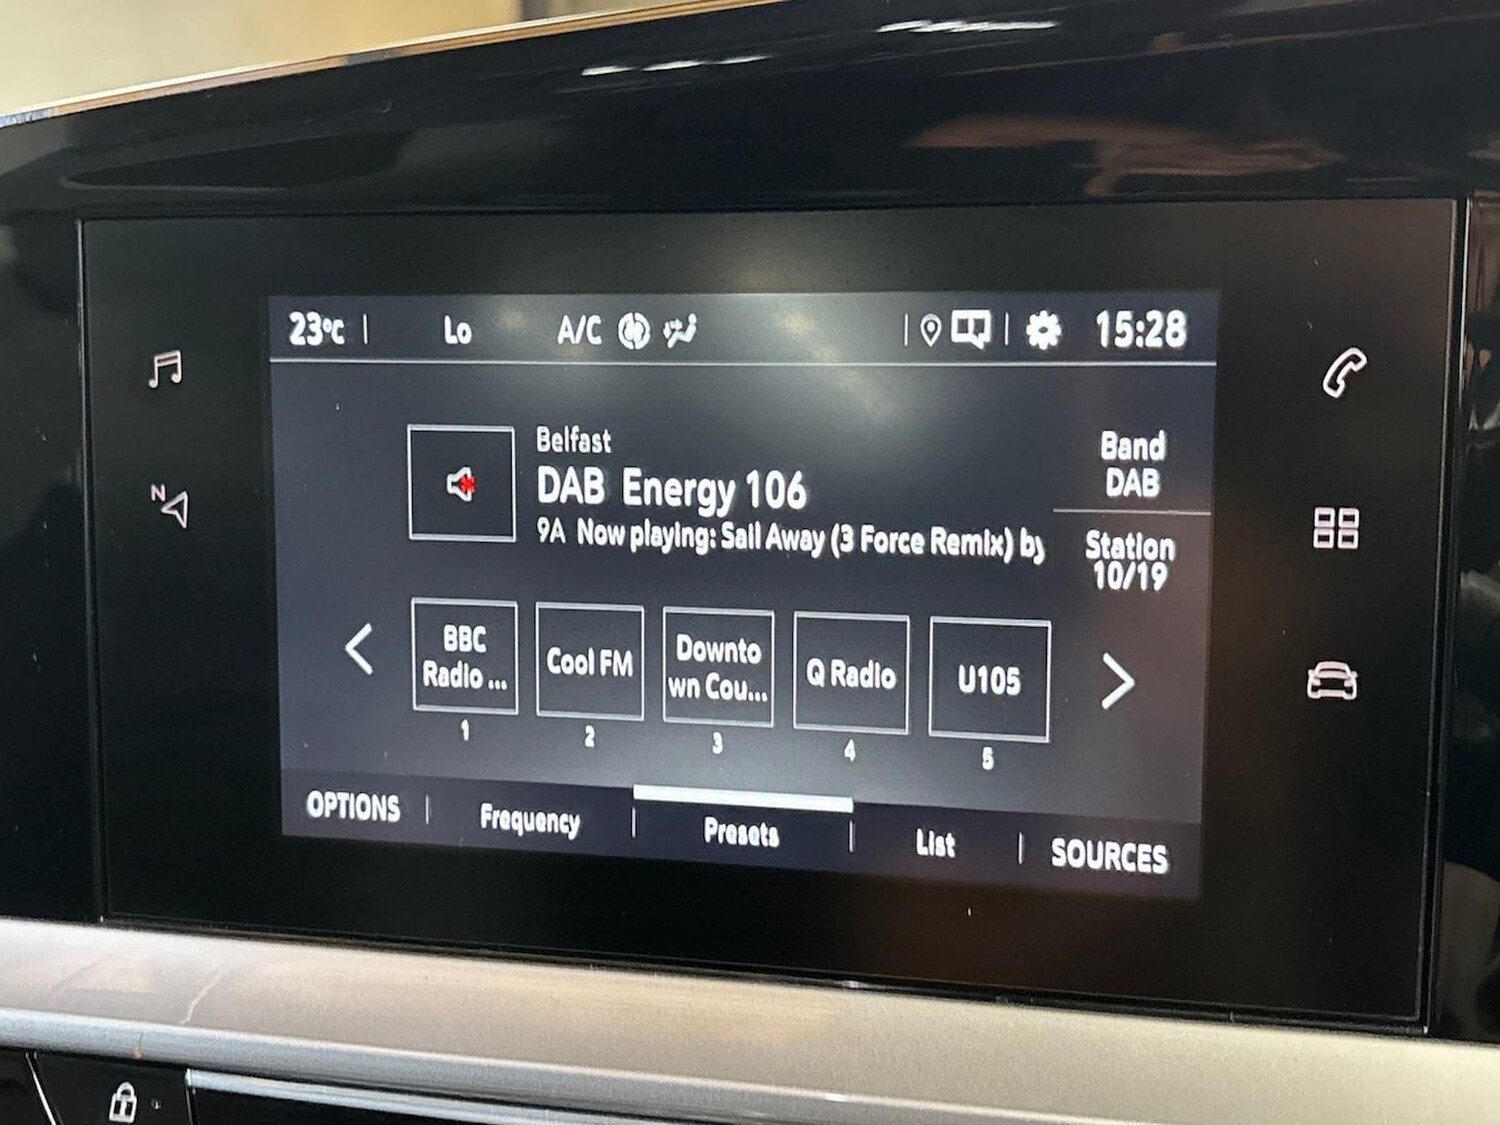 23°C
Lo
A/C
15:28
N
Belfast
DAB Energy 106
9A Now playing: Sail Away (3 Force Remix) by
Band
DAB
Station
10/19
BBC
Radio ...
Cool FM
Downto
wn Cou...
Q Radio
U105
1
2
3
4
5
OPTIONS
Frequency
Presets
List
SOURCES